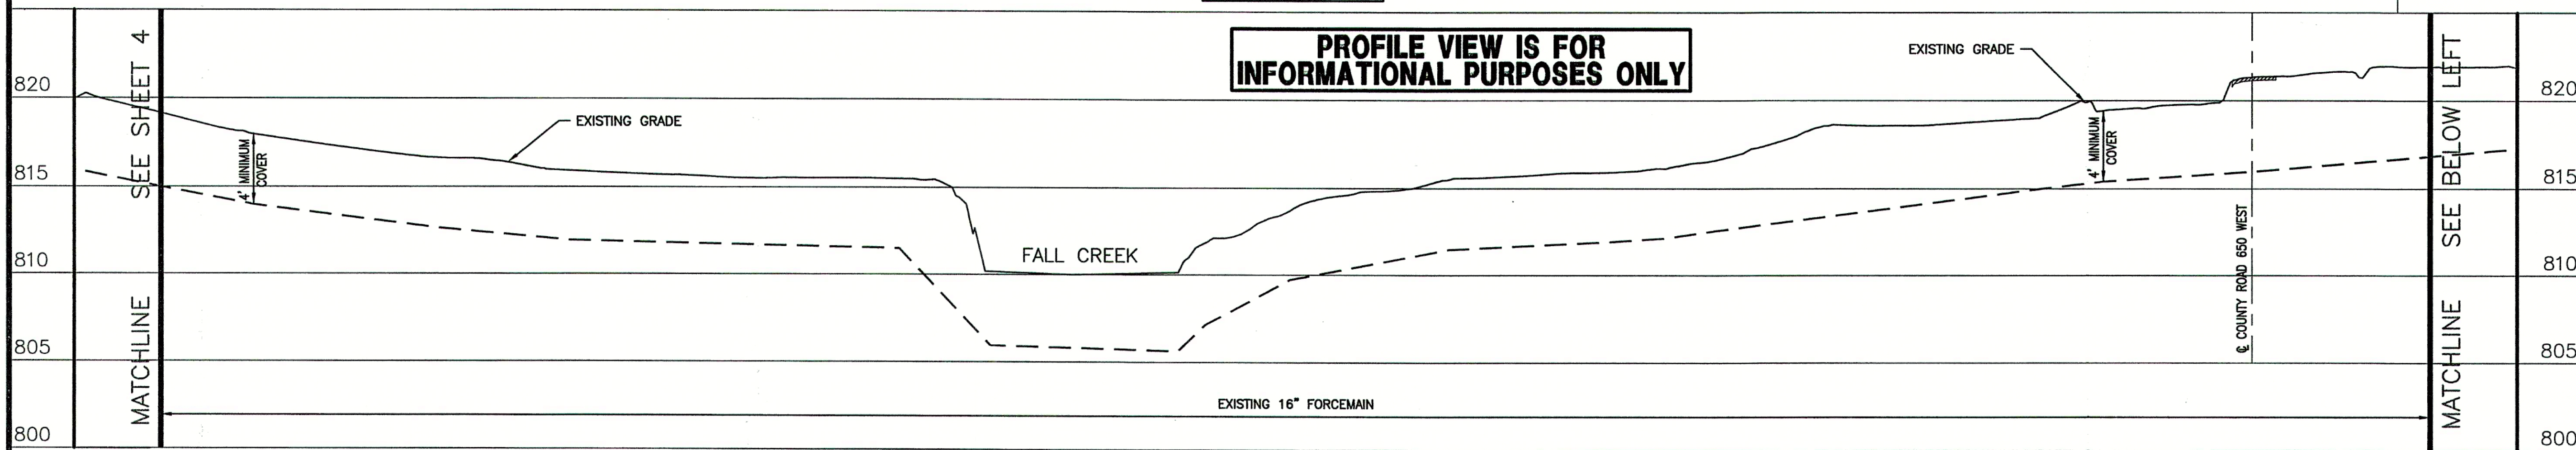 PROFILE VIEW IS FOR
INFORMATIONAL PURPOSES ONLY
EXISTING GRADE
820
820
EXISTING GRADE
4' MINIMUM
COVER
4' MINIMUM
COVER
815
815
FALL CREEK
810
810
805
805
EXISTING 16" FORCEMAIN
800
800
MATCHLINE SEE SHEET 4
℄ COUNTY ROAD 650 WEST
MATCHLINE SEE BELOW LEFT